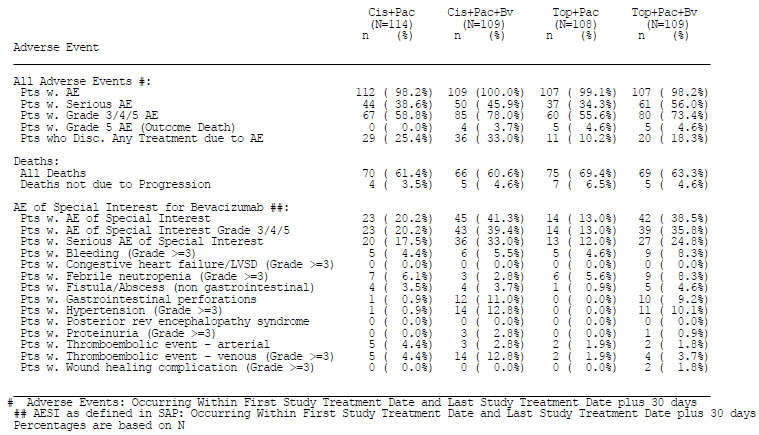 Cis+Pac Cis+Pac+Bv Top+Pac Top+Pac+Bv
(N=114) (N=109) (N=108) (N=109)
n (%) n (%) n (%) n (%)
Adverse Event
All Adverse Events #:
Pts w. AE 112 ( 98.2%) 109 (100.0%) 107 ( 99.1%) 107 ( 98.2%)
Pts w. Serious AE 44 ( 38.6%) 50 ( 45.9%) 37 ( 34.3%) 61 ( 56.0%)
Pts w. Grade 3/4/5 AE 67 ( 58.8%) 85 ( 78.0%) 60 ( 55.6%) 80 ( 73.4%)
Pts w. Grade 5 AE (Outcome Death) 0 ( 0.0%) 4 ( 3.7%) 5 ( 4.6%) 5 ( 4.6%)
Pts who Disc. Any Treatment due to AE 29 ( 25.4%) 36 ( 33.0%) 11 ( 10.2%) 20 ( 18.3%)
Deaths:
All Deaths 70 ( 61.4%) 66 ( 60.6%) 75 ( 69.4%) 69 ( 63.3%)
Deaths not due to Progression 4 ( 3.5%) 5 ( 4.6%) 7 ( 6.5%) 5 ( 4.6%)
AE of Special Interest for Bevacizumab ##:
Pts w. AE of Special Interest 23 ( 20.2%) 45 ( 41.3%) 14 ( 13.0%) 42 ( 38.5%)
Pts w. AE of Special Interest Grade 3/4/5 23 ( 20.2%) 43 ( 39.4%) 14 ( 13.0%) 39 ( 35.8%)
Pts w. Serious AE of Special Interest 20 ( 17.5%) 36 ( 33.0%) 13 ( 12.0%) 27 ( 24.8%)
Pts w. Bleeding (Grade >=3) 5 ( 4.4%) 6 ( 5.5%) 5 ( 4.6%) 9 ( 8.3%)
Pts w. Congestive heart failure/LVSD (Grade >=3) 0 ( 0.0%) 0 ( 0.0%) 0 ( 0.0%) 0 ( 0.0%)
Pts w. Febrile neutropenia (Grade >=3) 7 ( 6.1%) 3 ( 2.8%) 6 ( 5.6%) 9 ( 8.3%)
Pts w. Fistula/Abscess (non gastrointestinal) 4 ( 3.5%) 4 ( 3.7%) 1 ( 0.9%) 5 ( 4.6%)
Pts w. Gastrointestinal perforations 1 ( 0.9%) 12 ( 11.0%) 0 ( 0.0%) 10 ( 9.2%)
Pts w. Hypertension (Grade >=3) 1 ( 0.9%) 14 ( 12.8%) 0 ( 0.0%) 11 ( 10.1%)
Pts w. Posterior rev encephalopathy syndrome 0 ( 0.0%) 0 ( 0.0%) 0 ( 0.0%) 0 ( 0.0%)
Pts w. Proteinuria (Grade >=3) 0 ( 0.0%) 3 ( 2.8%) 0 ( 0.0%) 1 ( 0.9%)
Pts w. Thromboembolic event - arterial 5 ( 4.4%) 3 ( 2.8%) 2 ( 1.9%) 2 ( 1.8%)
Pts w. Thromboembolic event - venous (Grade >=3) 5 ( 4.4%) 14 ( 12.8%) 2 ( 1.9%) 4 ( 3.7%)
Pts w. Wound healing complication (Grade >=3) 0 ( 0.0%) 0 ( 0.0%) 0 ( 0.0%) 2 ( 1.8%)
# Adverse Events: Occurring Within First Study Treatment Date and Last Study Treatment Date plus 30 days
## AESI as defined in SAP: Occurring Within First Study Treatment Date and Last Study Treatment Date plus 30 days
Percentages are based on N